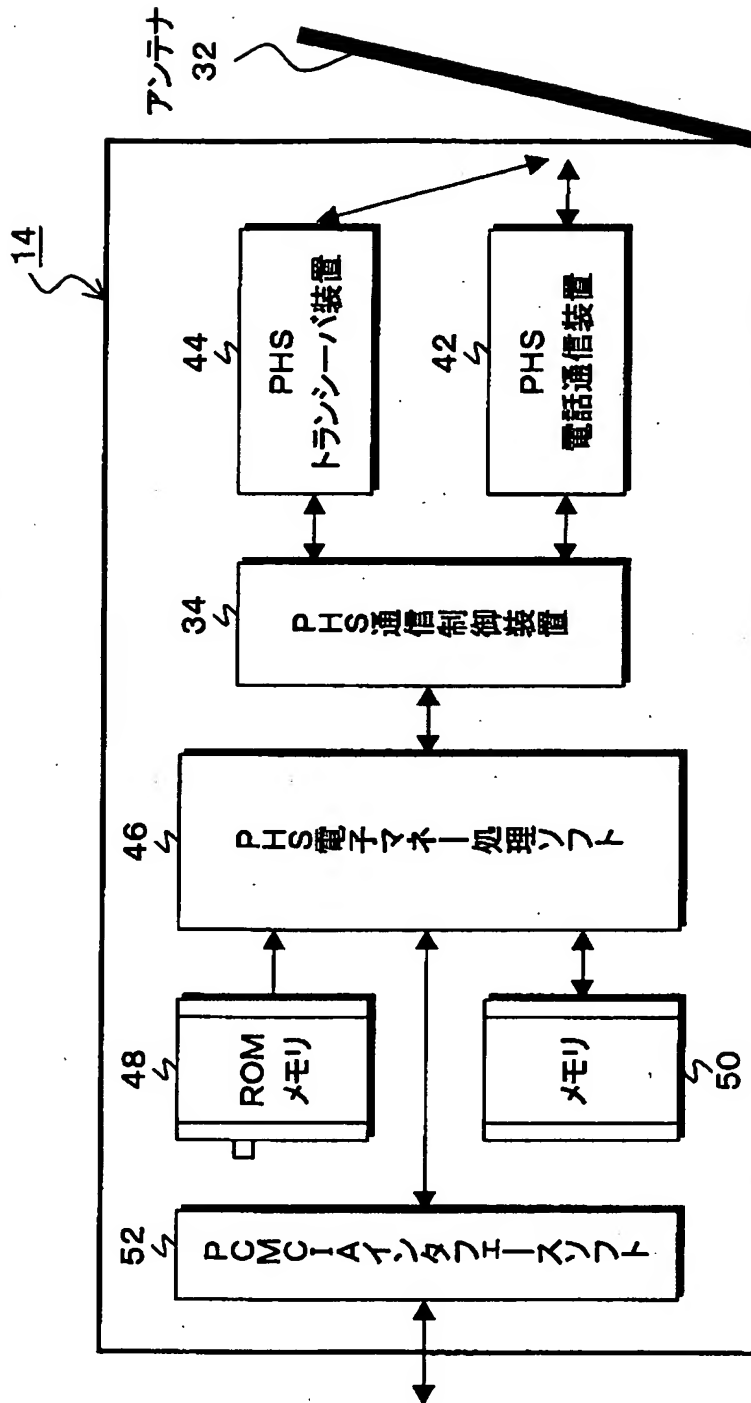 14
アンテナ
32
52
PCMCIAインタフェースソフト
48
ROM
メモリ
メモリ
50
46
PHS電子マネー処理ソフト
34
PHS通信制御装置
44
PHS
トランシーバ装置
42
PHS
電話通信装置